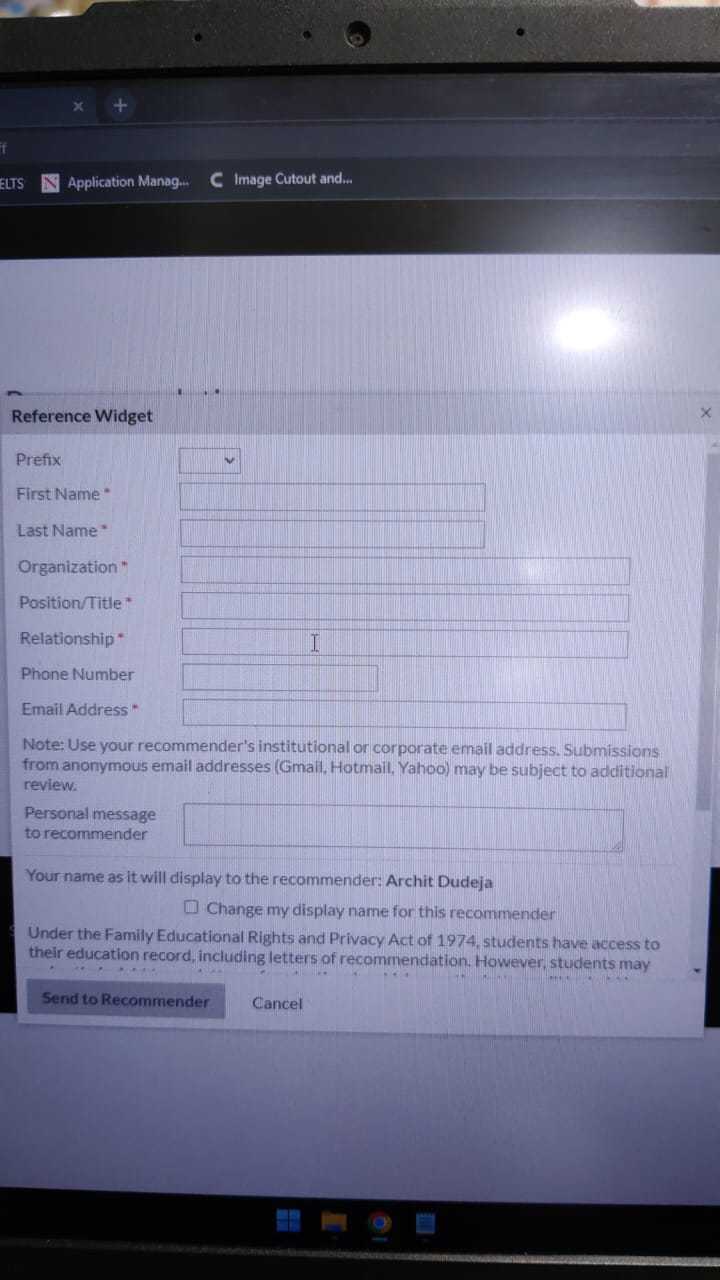 ELTS
Application Manag...
Image Cutout and...
Reference Widget
Prefix
First Name *
Last Name *
Organization *
Position/Title *
Relationship *
Phone Number
Email Address *
Note: Use your recommender's institutional or corporate email address. Submissions
from anonymous email addresses (Gmail, Hotmail, Yahoo) may be subject to additional
review.
Personal message
to recommender
Your name as it will display to the recommender: Archit Dudeja
Change my display name for this recommender
Under the Family Educational Rights and Privacy Act of 1974, students have access to
their education record, including letters of recommendation. However, students may
Send to Recommender
Cancel